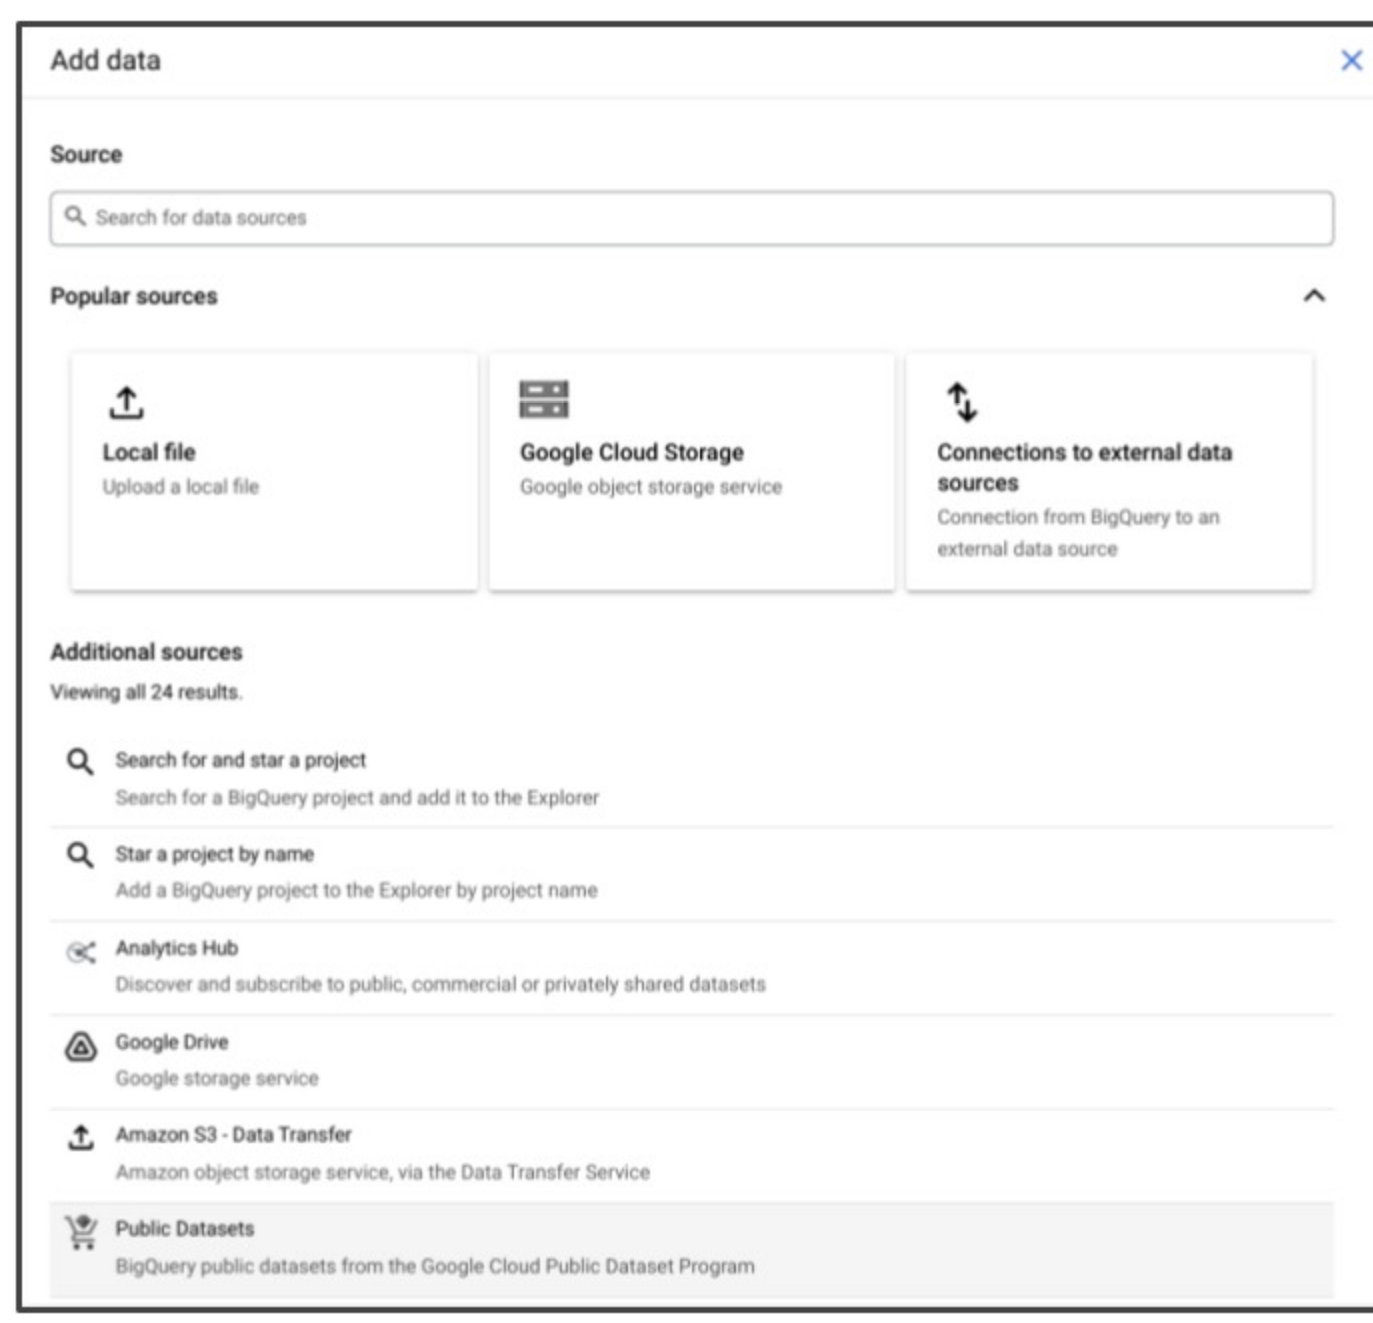 Add data
Source
Search for data sources
Popular sources
Local file
Upload a local file
Google Cloud Storage
Google object storage service
Connections to external data
sources
Connection from BigQuery to an
external data source
Additional sources
Viewing all 24 results.
Search for and star a project
Search for a BigQuery project and add it to the Explorer
Star a project by name
Add a BigQuery project to the Explorer by project name
Analytics Hub
Discover and subscribe to public, commercial or privately shared datasets
Google Drive
Google storage service
Amazon S3 - Data Transfer
Amazon object storage service, via the Data Transfer Service
Public Datasets
BigQuery public datasets from the Google Cloud Public Dataset Program